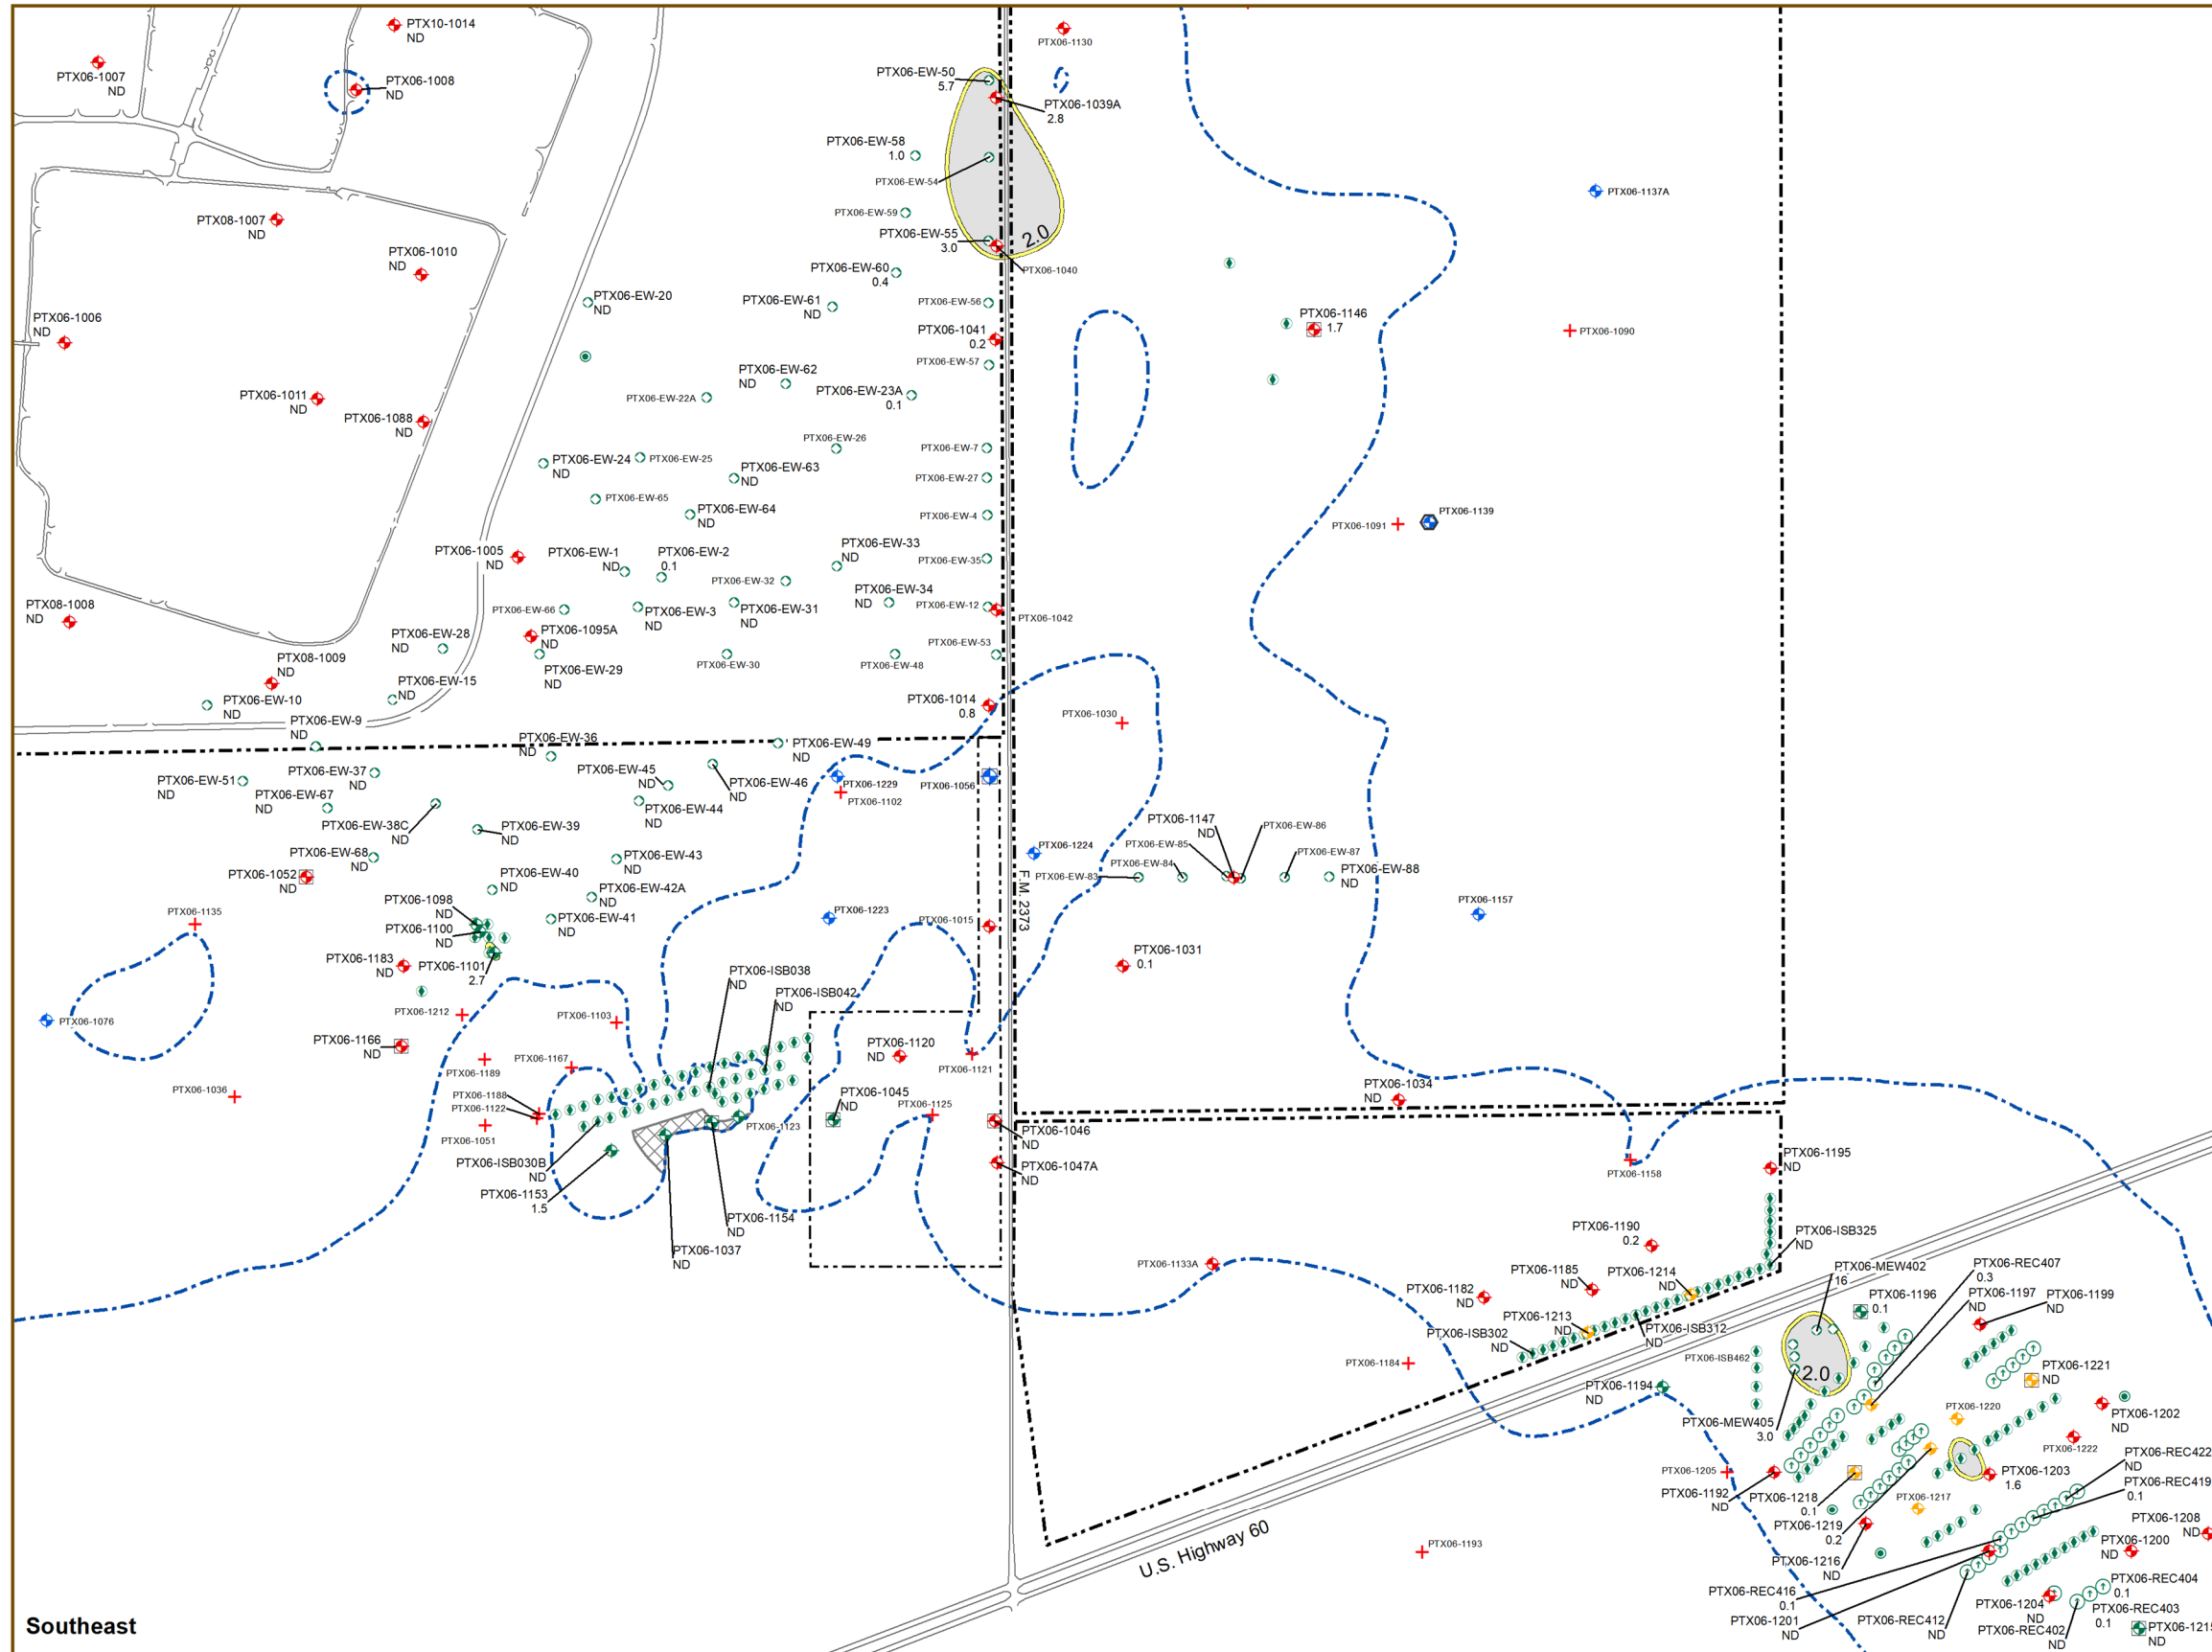 PTX10-1014
ND
PTX06-1007
ND
PTX06-1008
ND
PTX06-1130
PTX06-EW-50
5.7
PTX06-1039A
2.8
PTX06-EW-58
1.0
PTX06-EW-54
PTX06-EW-59
PTX06-EW-55
3.0
2.0
PTX06-1040
PTX06-1137A
PTX08-1007
ND
PTX06-1010
ND
PTX06-EW-60
0.4
PTX06-EW-20
ND
PTX06-EW-61
ND
PTX06-EW-56
PTX06-1006
ND
PTX06-1041
0.2
PTX06-1146
1.7
PTX06-1090
PTX06-EW-57
PTX06-EW-62
ND
PTX06-EW-23A
0.1
PTX06-EW-22A
PTX06-1011
ND
PTX06-1088
ND
PTX06-EW-26
PTX06-EW-7
PTX06-EW-24
ND
PTX06-EW-25
PTX06-EW-63
ND
PTX06-EW-27
PTX06-EW-65
PTX06-EW-64
ND
PTX06-EW-4
PTX06-1091
PTX06-1139
PTX06-1005
ND
PTX06-EW-1
ND
PTX06-EW-2
0.1
PTX06-EW-33
ND
PTX06-EW-35
PTX06-EW-32
PTX06-EW-34
ND
PTX06-EW-12
PTX06-1042
PTX08-1008
ND
PTX06-EW-66
PTX06-EW-3
ND
PTX06-EW-31
ND
PTX06-EW-28
ND
PTX06-1095A
ND
PTX06-EW-29
ND
PTX06-EW-30
PTX06-EW-48
PTX06-EW-53
PTX08-1009
ND
PTX06-EW-10
ND
PTX06-EW-15
ND
PTX06-1014
0.8
PTX06-1030
PTX06-EW-9
ND
PTX06-EW-36
ND
PTX06-EW-49
ND
PTX06-EW-51
ND
PTX06-EW-37
ND
PTX06-EW-45
ND
PTX06-EW-46
ND
PTX06-1229
PTX06-1102
PTX06-1056
PTX06-EW-67
ND
PTX06-EW-38C
ND
PTX06-EW-39
ND
PTX06-EW-44
ND
PTX06-EW-68
ND
PTX06-EW-43
ND
PTX06-1052
ND
PTX06-EW-40
ND
PTX06-EW-42A
ND
PTX06-EW-41
ND
PTX06-1224
PTX06-1147
ND
PTX06-EW-86
PTX06-EW-85
PTX06-EW-84
PTX06-EW-83
PTX06-EW-87
PTX06-EW-88
ND
F.M. 2373
PTX06-1135
PTX06-1098
ND
PTX06-1100
ND
PTX06-1223
PTX06-1015
PTX06-1157
PTX06-1183
ND
PTX06-1101
2.7
PTX06-1031
0.1
PTX06-ISB038
ND
PTX06-ISB042
ND
PTX06-1076
PTX06-1212
PTX06-1103
PTX06-1166
ND
PTX06-1189
PTX06-1167
PTX06-1120
ND
PTX06-1121
PTX06-1036
PTX06-1188
PTX06-1122
PTX06-1051
PTX06-1123
PTX06-1045
ND
PTX06-1125
PTX06-1034
ND
PTX06-1046
ND
PTX06-1047A
ND
PTX06-ISB030B
ND
PTX06-1153
1.5
PTX06-1154
ND
PTX06-1037
ND
PTX06-1158
PTX06-1195
ND
PTX06-1190
0.2
PTX06-ISB325
ND
PTX06-1133A
PTX06-1185
ND
PTX06-1214
ND
PTX06-1182
ND
PTX06-1213
ND
PTX06-ISB302
ND
PTX06-ISB312
ND
PTX06-MEW402
16
PTX06-REC407
0.3
PTX06-1196
0.1
PTX06-1197
ND
PTX06-1199
ND
PTX06-ISB462
PTX06-1184
PTX06-1194
ND
2.0
PTX06-1221
ND
PTX06-MEW405
3.0
PTX06-1220
PTX06-1202
ND
PTX06-1222
PTX06-REC422
ND
PTX06-1205
PTX06-1192
ND
PTX06-1203
1.6
PTX06-REC419
0.1
PTX06-1218
0.1
PTX06-1217
PTX06-1219
0.2
PTX06-1208
ND
PTX06-1193
U.S. Highway 60
PTX06-1216
ND
PTX06-1200
ND
PTX06-REC416
0.1
PTX06-REC404
0.1
PTX06-1201
ND
PTX06-REC412
ND
PTX06-1204
ND
PTX06-REC403
0.1
PTX06-REC402
ND
ND
Southeast